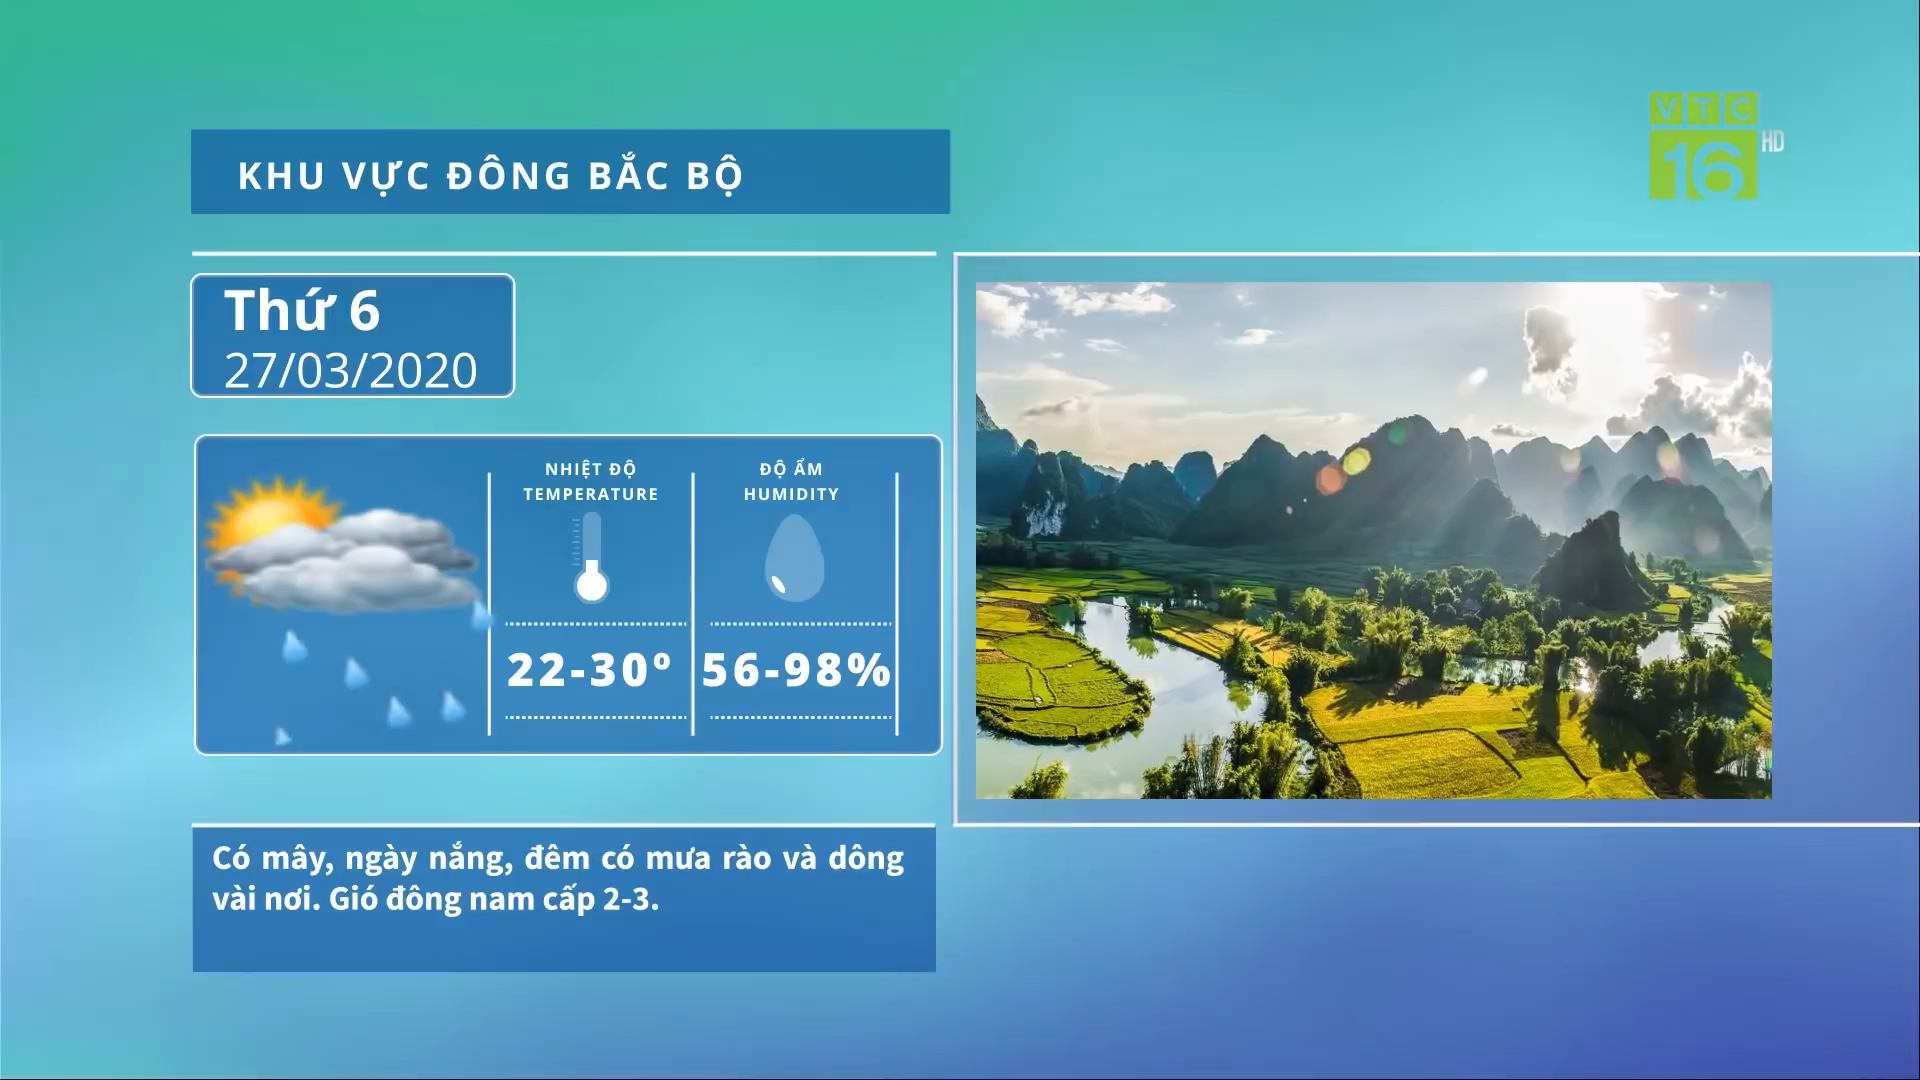 VTC
16 HD
KHU VỰC ĐÔNG BẮC BỘ
Thứ 6
27/03/2020
NHIỆT ĐỘ
TEMPERATURE
22-30°
ĐỘ ẨM
HUMIDITY
56-98%
Có mây, ngày nắng, đêm có mưa rào và dông
vài nơi. Gió đông nam cấp 2-3.